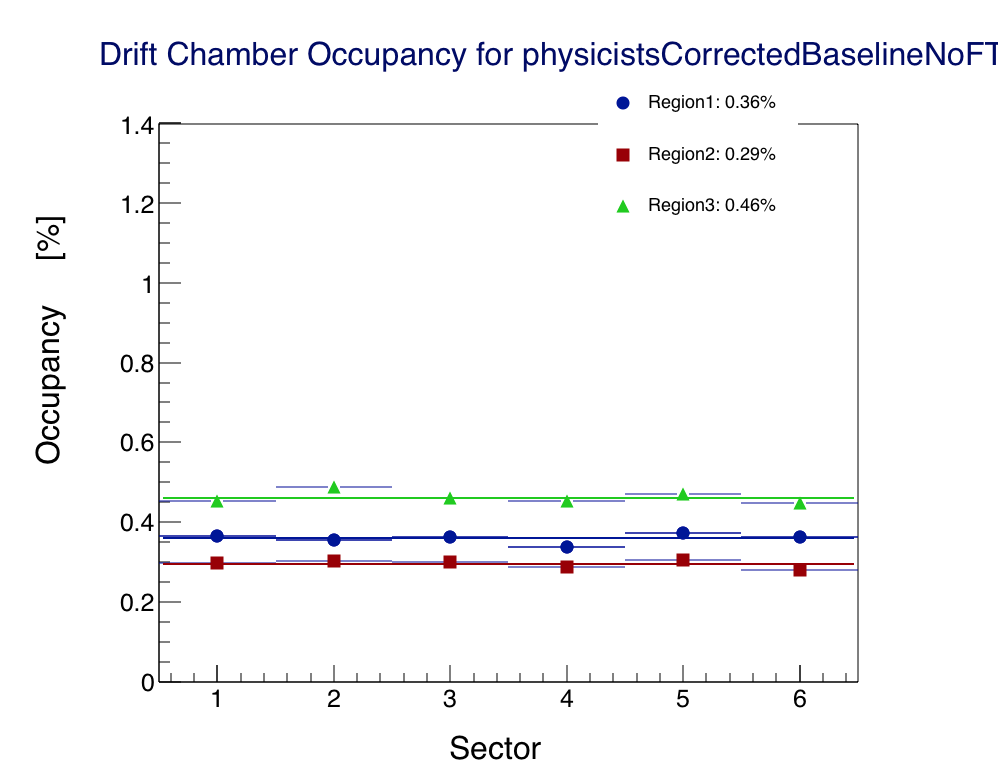 Drift Chamber Occupancy for physicistsCorrectedBaselineNoFT
Region1: 0.36%
Region2: 0.29%
Region3: 0.46%
Occupancy [%]
1.4
1.2
1
0.8
0.6
0.4
0.2
0
1 2 3 4 5 6
Sector